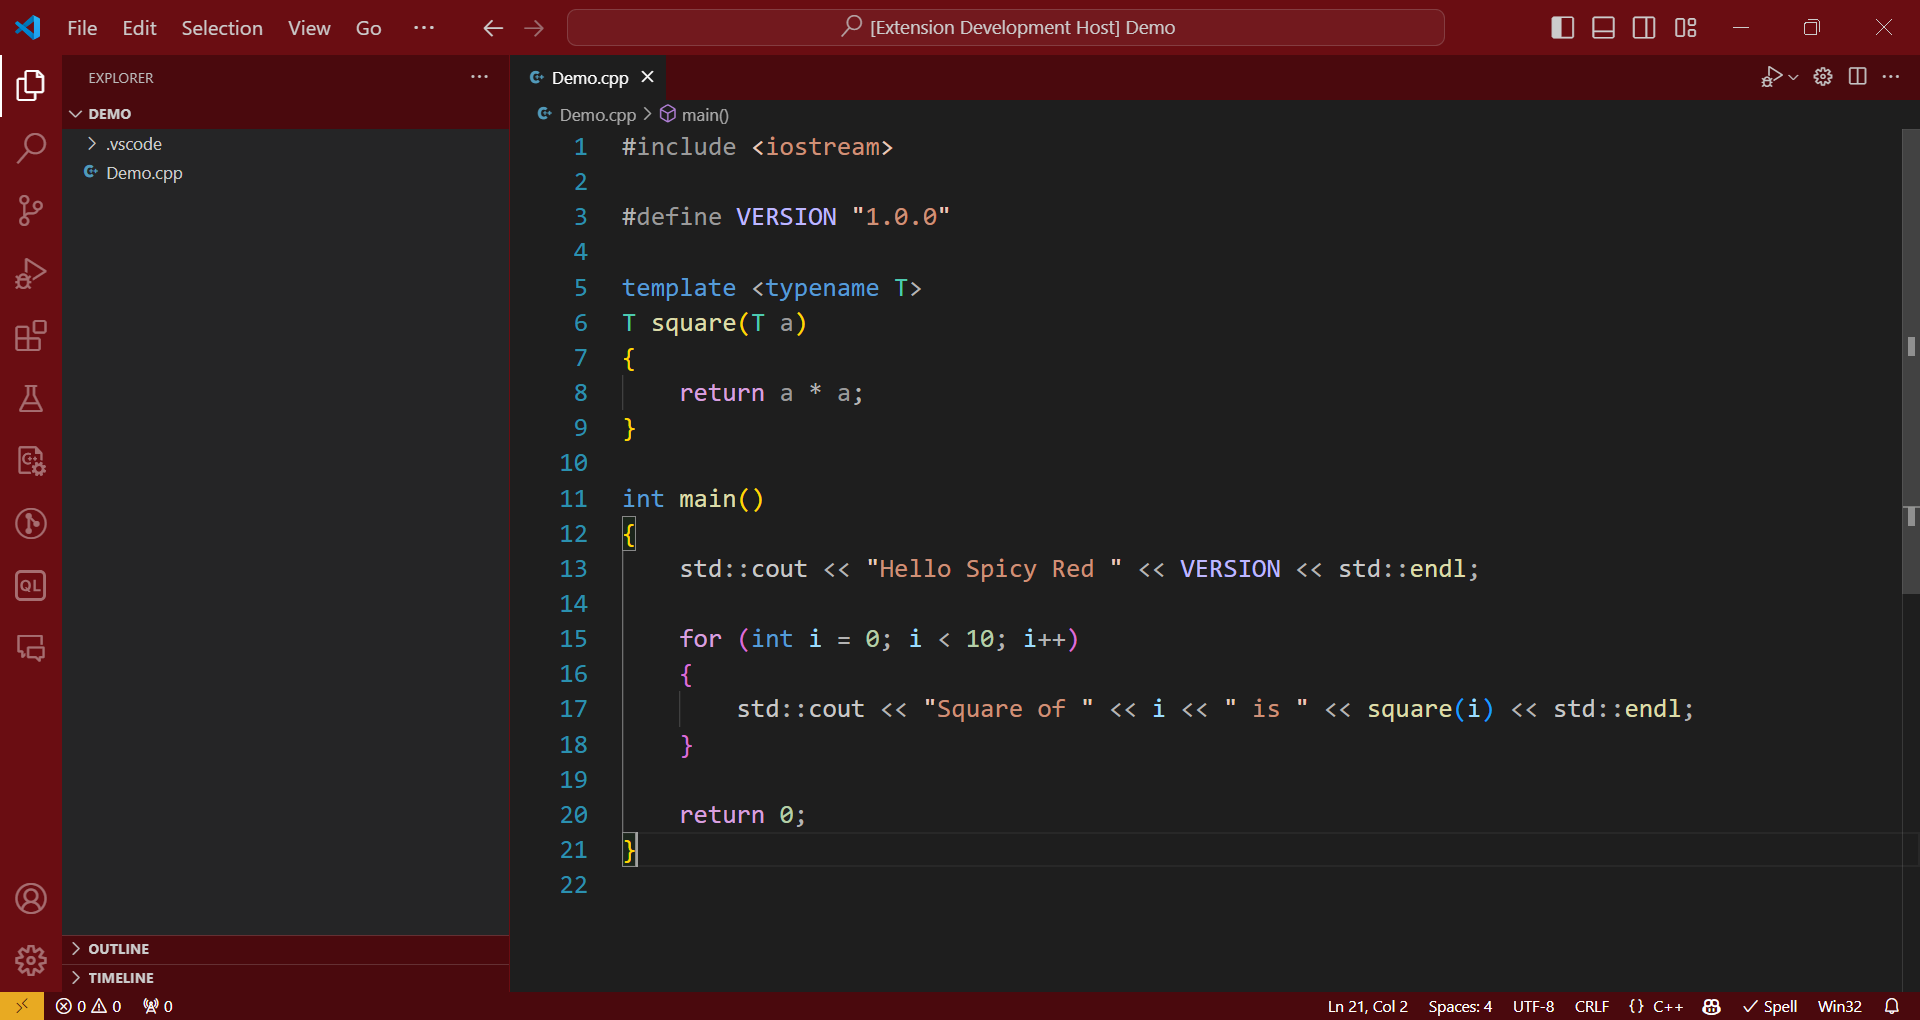 File Edit Selection View Go ··· [Extension Development Host] Demo
EXPLORER ···
DEMO
.vscode
Demo.cpp
OUTLINE
TIMELINE
Demo.cpp
Demo.cpp > main()
1 #include <iostream>
2
3 #define VERSION "1.0.0"
4
5 template <typename T>
6 T square(T a)
7 {
8     return a * a;
9 }
10
11 int main()
12 {
13     std::cout << "Hello Spicy Red " << VERSION << std::endl;
14
15     for (int i = 0; i < 10; i++)
16     {
17         std::cout << "Square of " << i << " is " << square(i) << std::endl;
18     }
19
20     return 0;
21 }
22
QL
0 0 0 Ln 21, Col 2 Spaces: 4 UTF-8 CRLF {} C++ Spell Win32